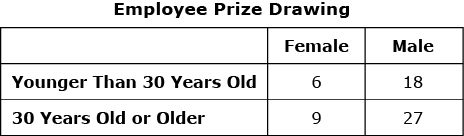 Employee Prize Drawing
Female Male
Younger Than 30 Years Old 6 18
30 Years Old or Older 9 27